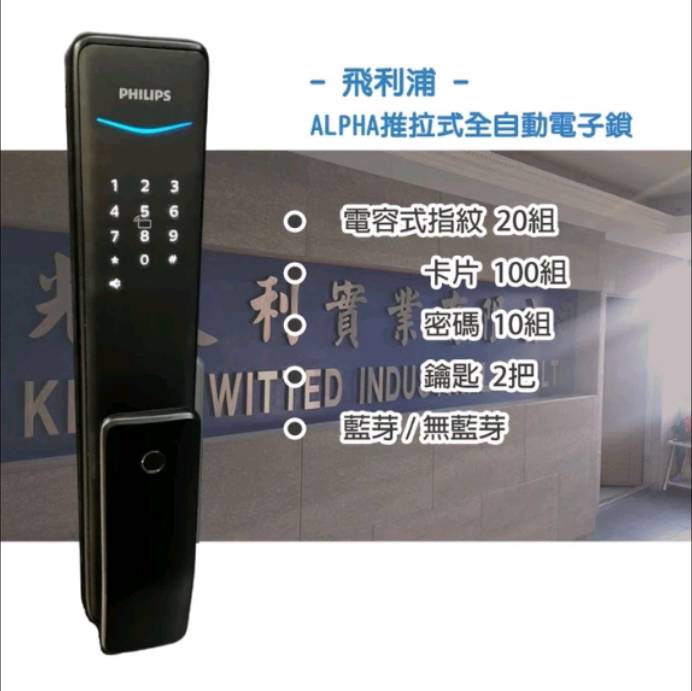 - 飛利浦 -
ALPHA推拉式全自動電子鎖
PHILIPS
1 2 3
4 5 6
7 8 9
* 0 #
電容式指紋 20組
卡片 100組
密碼 10組
鑰匙 2把
藍芽/無藍芽
利實業
WITTED